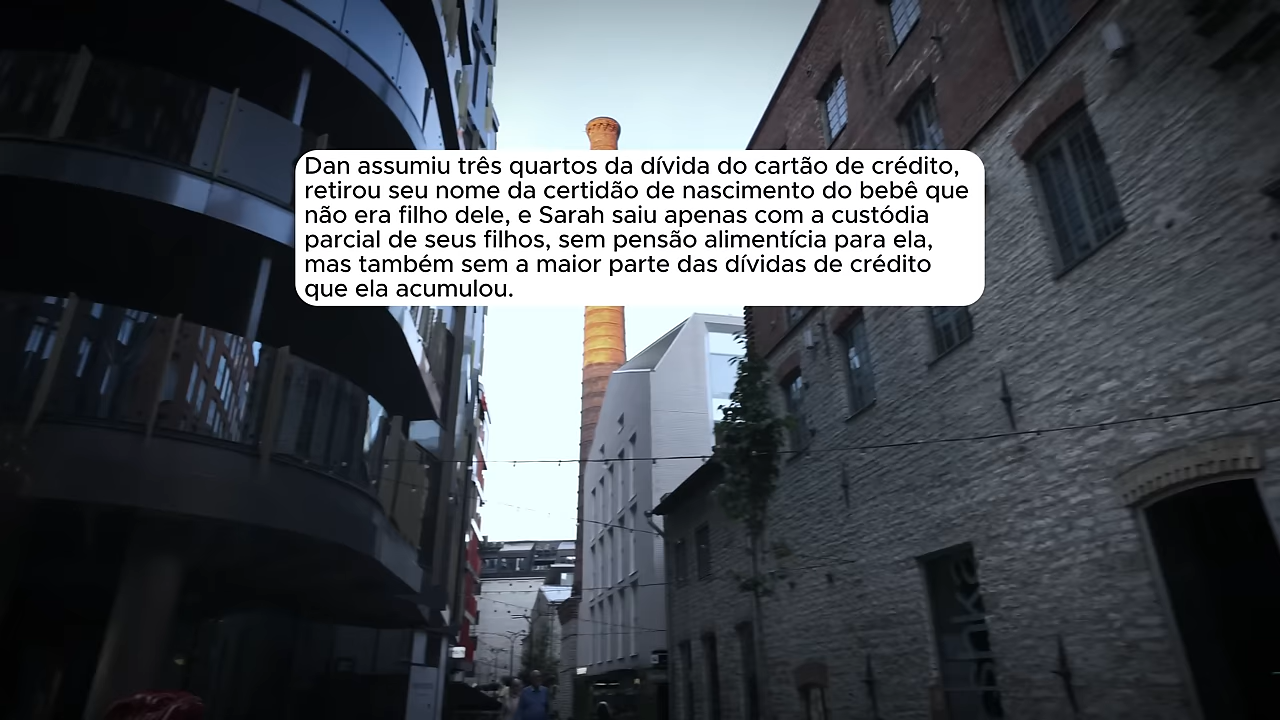 Dan assumiu três quartos da dívida do cartão de crédito,
retirou seu nome da certidão de nascimento do bebê que
não era filho dele, e Sarah saiu apenas com a custódia
parcial de seus filhos, sem pensão alimentícia para ela,
mas também sem a maior parte das dívidas de crédito
que ela acumulou.